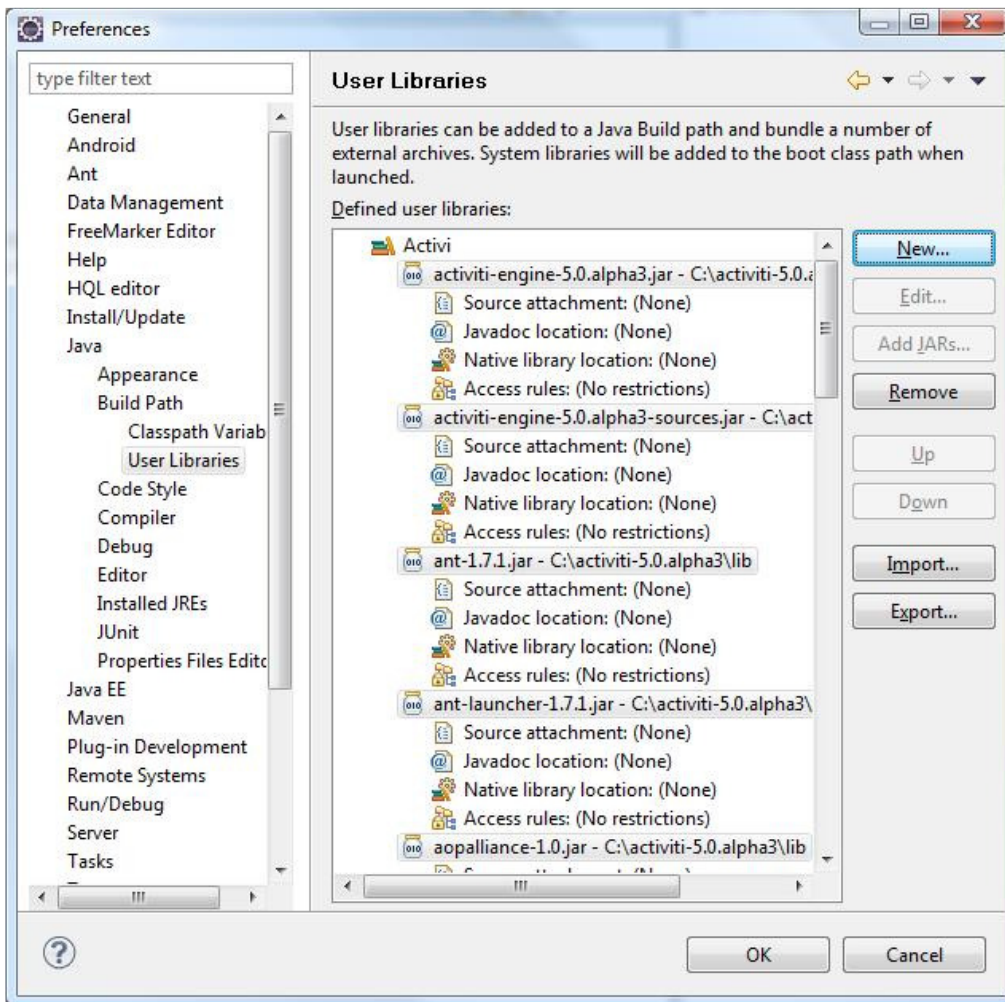 Preferences
type filter text
General
Android
Ant
Data Management
FreeMarker Editor
Help
HQL editor
Install/Update
Java
Appearance
Build Path
Classpath Variab
User Libraries
Code Style
Compiler
Debug
Editor
Installed JREs
JUnit
Properties Files Edito
Java EE
Maven
Plug-in Development
Remote Systems
Run/Debug
Server
Tasks
User Libraries
User libraries can be added to a Java Build path and bundle a number of
external archives. System libraries will be added to the boot class path when
launched.
Defined user libraries:
Activi
activiti-engine-5.0.alpha3.jar - C:\activiti-5.0.a
Source attachment: (None)
Javadoc location: (None)
Native library location: (None)
Access rules: (No restrictions)
activiti-engine-5.0.alpha3-sources.jar - C:\act
Source attachment: (None)
Javadoc location: (None)
Native library location: (None)
Access rules: (No restrictions)
ant-1.7.1.jar - C:\activiti-5.0.alpha3\lib
Source attachment: (None)
Javadoc location: (None)
Native library location: (None)
Access rules: (No restrictions)
ant-launcher-1.7.1.jar - C:\activiti-5.0.alpha3\
Source attachment: (None)
Javadoc location: (None)
Native library location: (None)
Access rules: (No restrictions)
aopalliance-1.0.jar - C:\activiti-5.0.alpha3\lib
New...
Edit...
Add JARs...
Remove
Up
Down
Import...
Export...
OK
Cancel